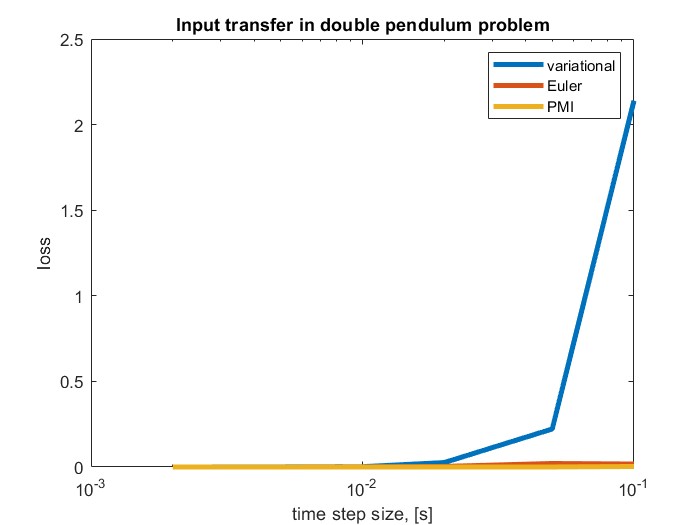 Input transfer in double pendulum problem
2.5
2
1.5
1
0.5
0
loss
variational
Euler
PMI
10-3
10-2
10-1
time step size, [s]